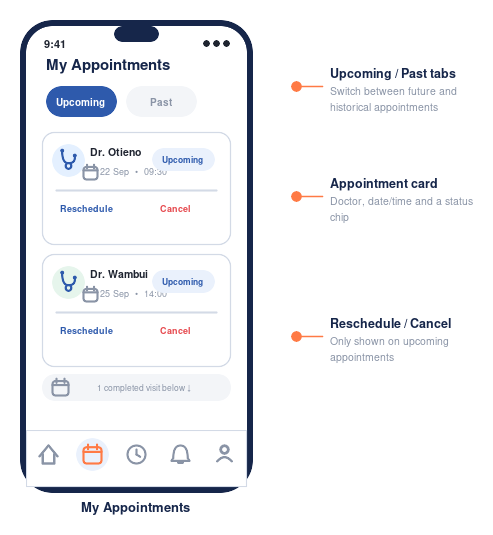 9:41
My Appointments
Upcoming
Past
Dr. Otieno
Upcoming
22 Sep • 09:30
Reschedule
Cancel
Dr. Wambui
Upcoming
25 Sep • 14:00
Reschedule
Cancel
1 completed visit below ↓
My Appointments
Upcoming / Past tabs
Switch between future and
historical appointments
Appointment card
Doctor, date/time and a status
chip
Reschedule / Cancel
Only shown on upcoming
appointments